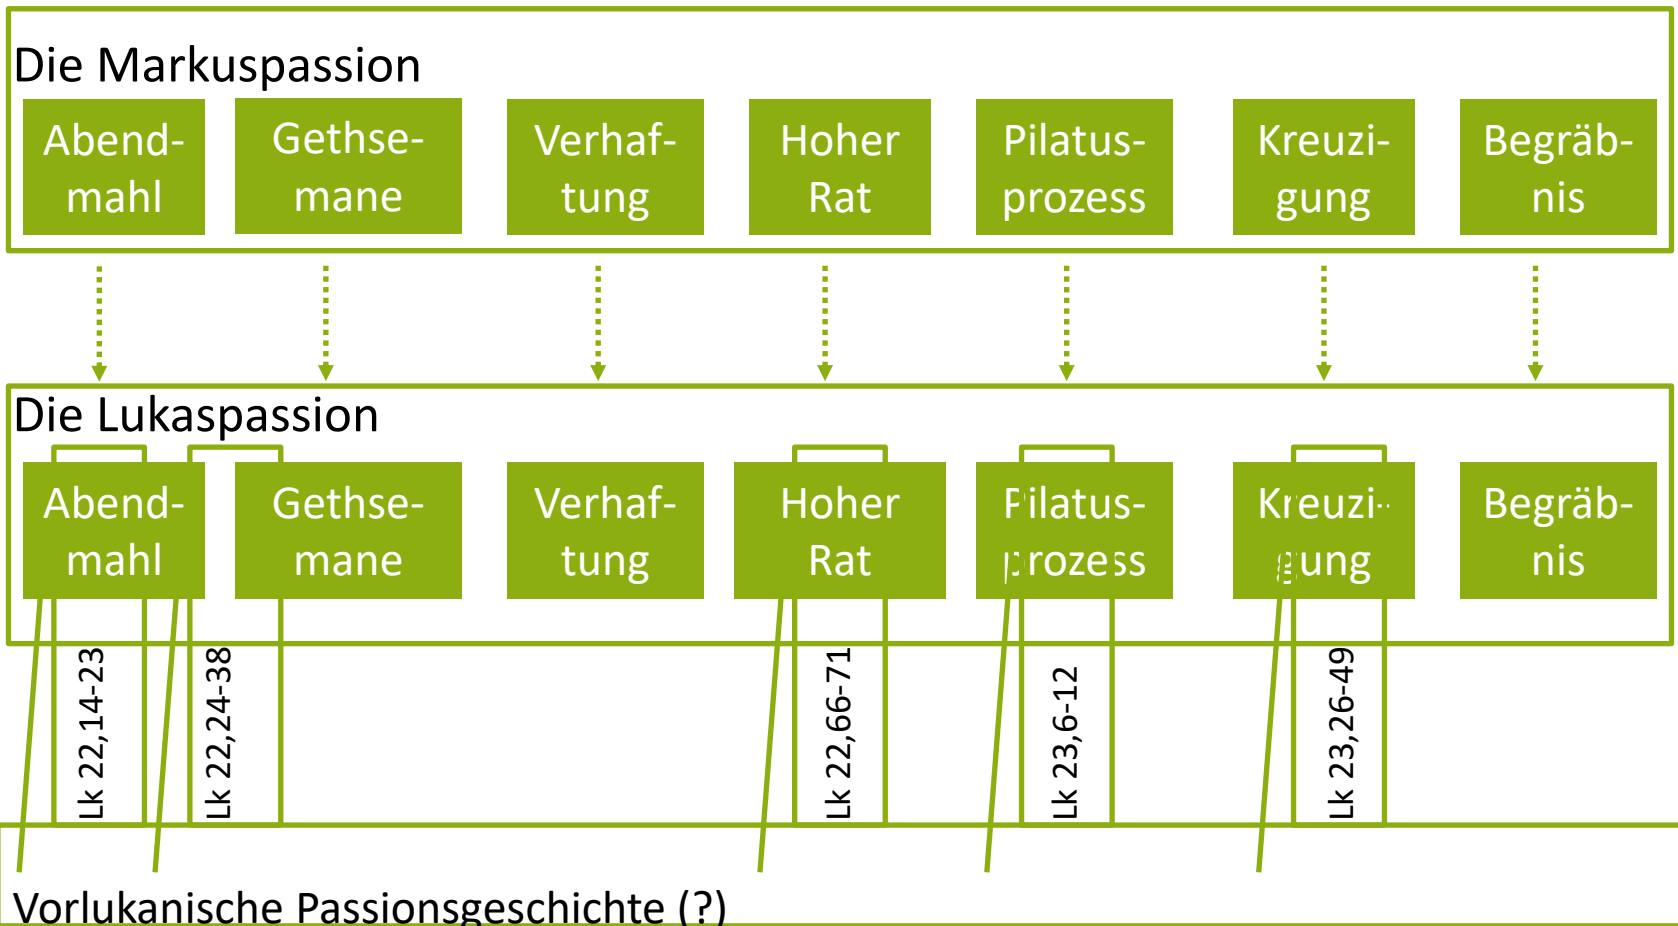 Die Markuspassion
Abend-
mahl
Gethse-
mane
Verhaf-
tung
Hoher
Rat
Pilatus-
prozess
Kreuzi-
gung
Begräb-
nis
Die Lukaspassion
Abend-
mahl
Gethse-
mane
Verhaf-
tung
Hoher
Rat
Pilatus-
prozess
Kreuzi-
gung
Begräb-
nis
Lk 22,14-23
Lk 22,24-38
Lk 22,66-71
Lk 23,6-12
Lk 23,26-49
Vorlukanische Passionsgeschichte (?)